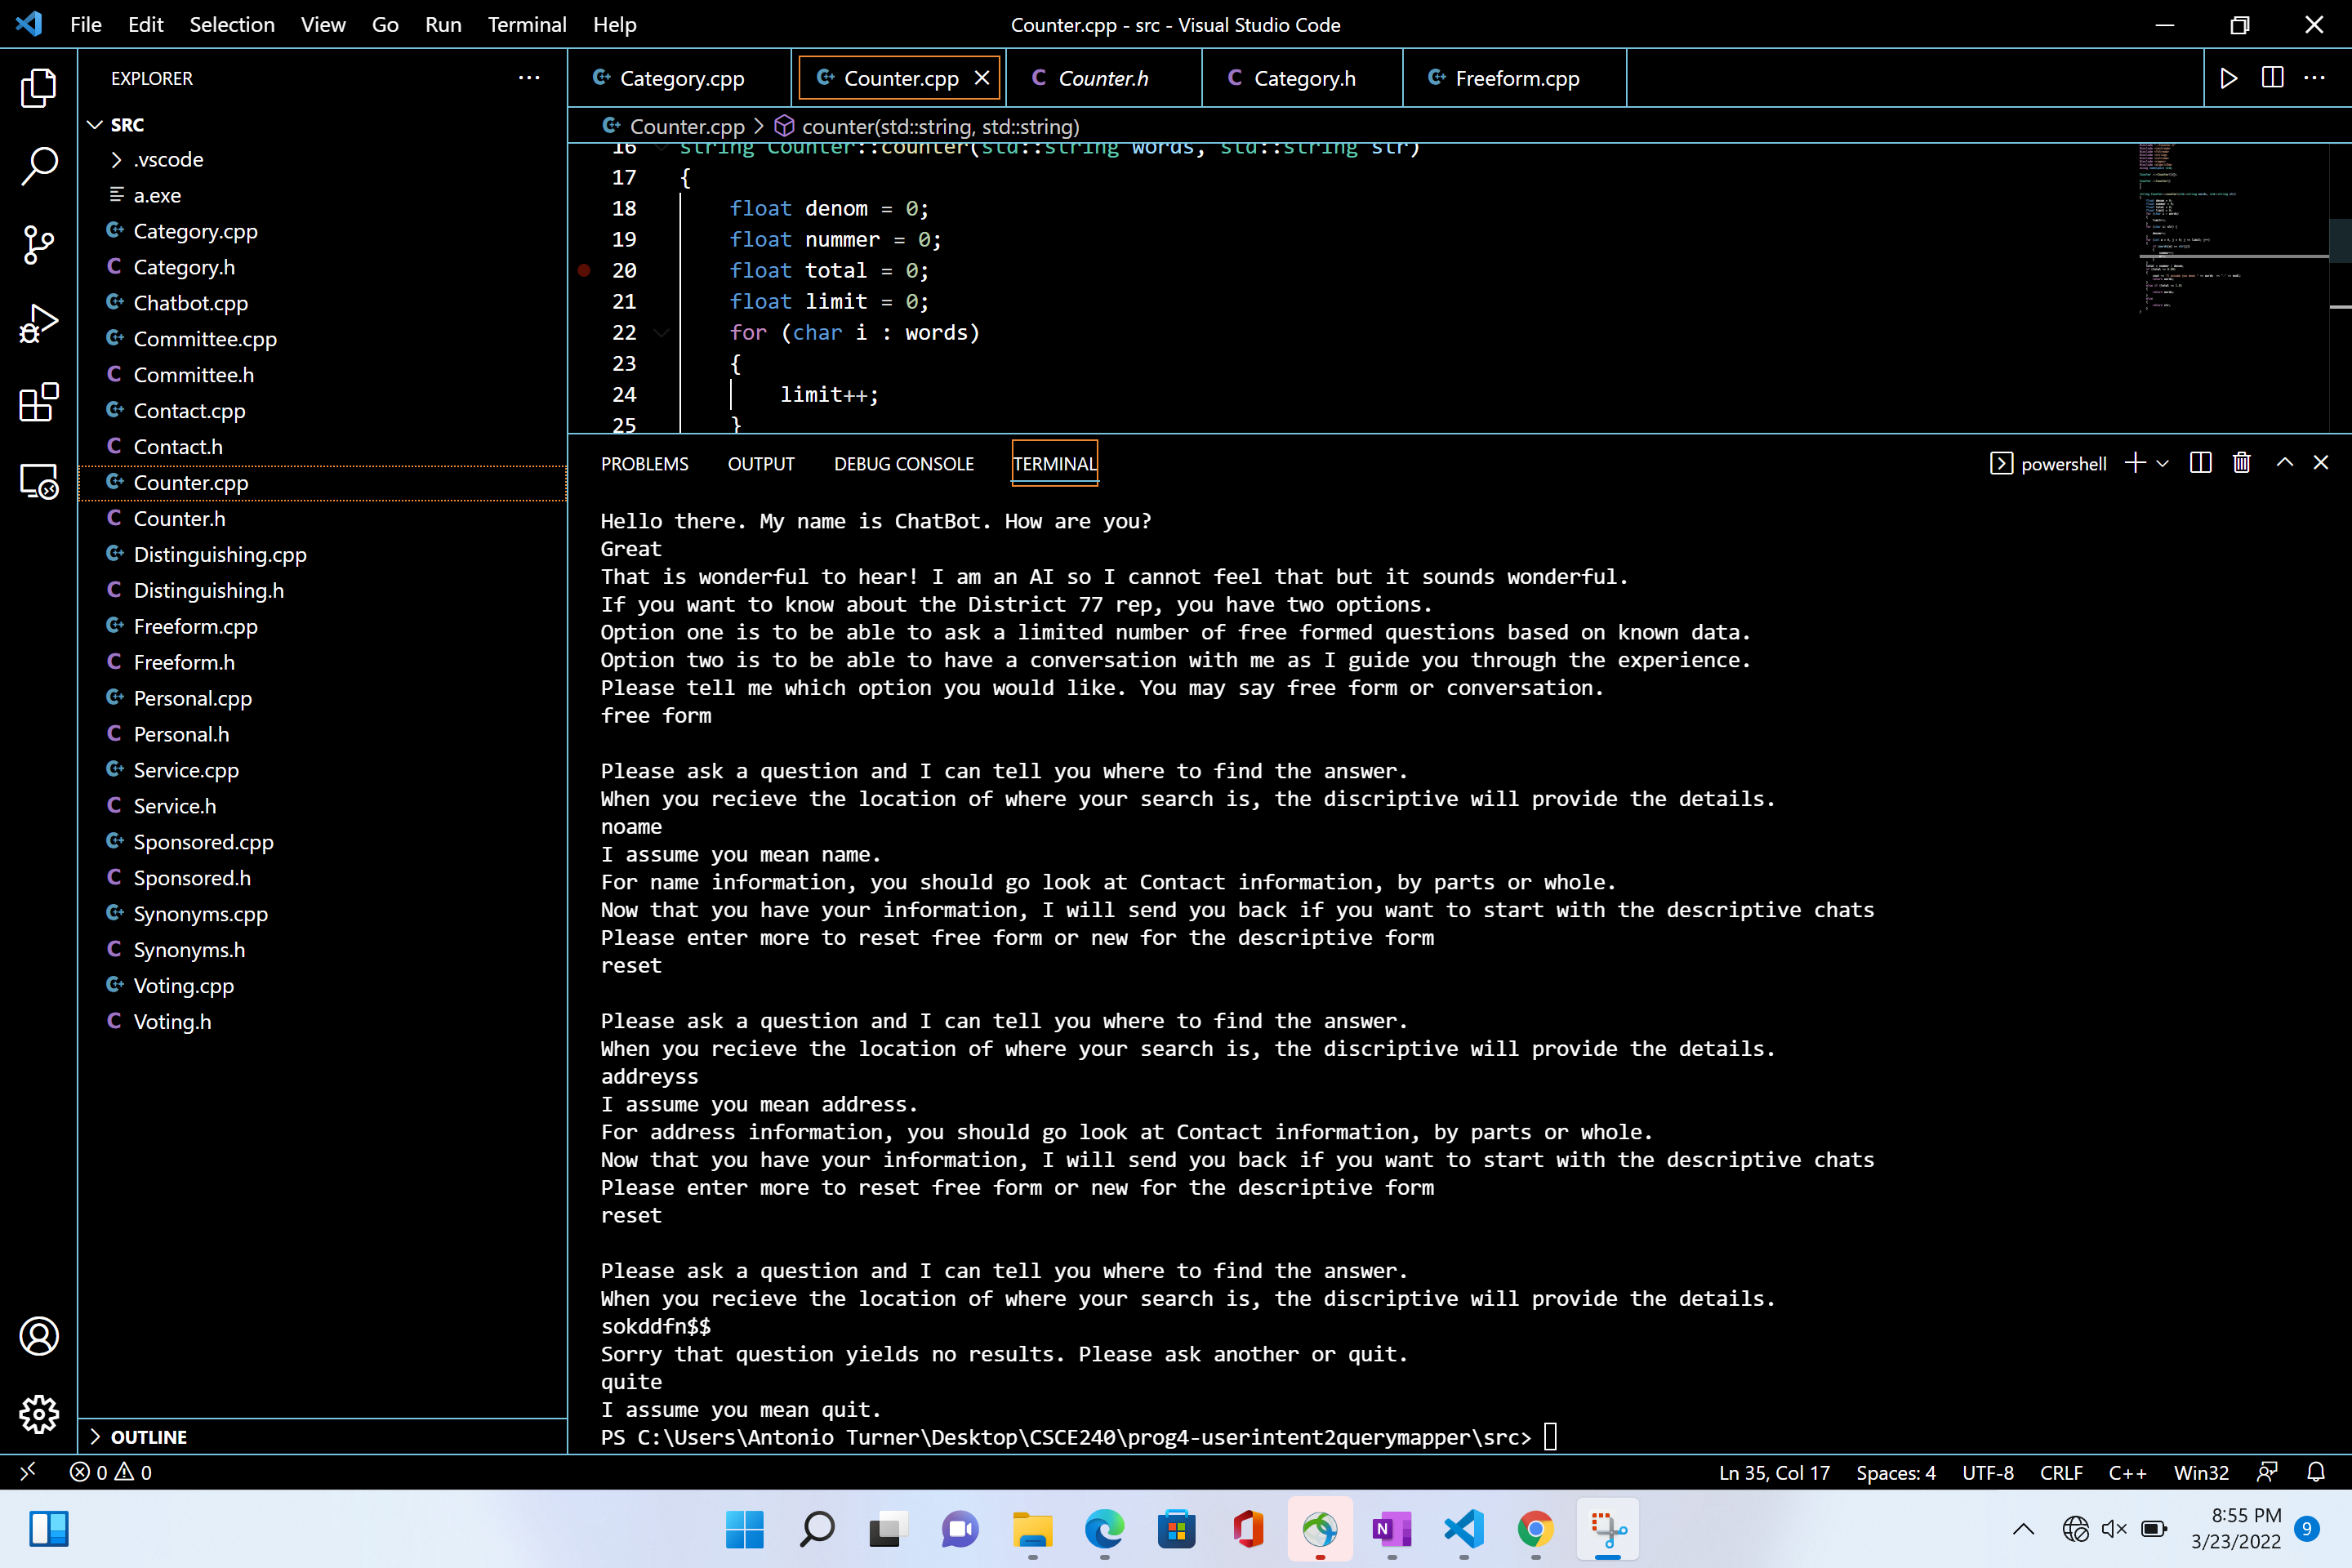 File Edit Selection View Go Run Terminal Help
Counter.cpp - src - Visual Studio Code
EXPLORER
SRC
.vscode
a.exe
Category.cpp
Category.h
Chatbot.cpp
Committee.cpp
Committee.h
Contact.cpp
Contact.h
Counter.cpp
Counter.h
Distinguishing.cpp
Distinguishing.h
Freeform.cpp
Freeform.h
Personal.cpp
Personal.h
Service.cpp
Service.h
Sponsored.cpp
Sponsored.h
Synonyms.cpp
Synonyms.h
Voting.cpp
Voting.h
OUTLINE
Category.cpp Counter.cpp Counter.h Category.h Freeform.cpp
Counter.cpp > counter(std::string, std::string)
16 string Counter::counter(std::string words, std::string str)
17 {
18 float denom = 0;
19 float nummer = 0;
20 float total = 0;
21 float limit = 0;
22 for (char i : words)
23 {
24 limit++;
25 }
PROBLEMS OUTPUT DEBUG CONSOLE TERMINAL
powershell
Hello there. My name is ChatBot. How are you?
Great
That is wonderful to hear! I am an AI so I cannot feel that but it sounds wonderful.
If you want to know about the District 77 rep, you have two options.
Option one is to be able to ask a limited number of free formed questions based on known data.
Option two is to be able to have a conversation with me as I guide you through the experience.
Please tell me which option you would like. You may say free form or conversation.
free form
Please ask a question and I can tell you where to find the answer.
When you recieve the location of where your search is, the discriptive will provide the details.
noame
I assume you mean name.
For name information, you should go look at Contact information, by parts or whole.
Now that you have your information, I will send you back if you want to start with the descriptive chats
Please enter more to reset free form or new for the descriptive form
reset
Please ask a question and I can tell you where to find the answer.
When you recieve the location of where your search is, the discriptive will provide the details.
addreyss
I assume you mean address.
For address information, you should go look at Contact information, by parts or whole.
Now that you have your information, I will send you back if you want to start with the descriptive chats
Please enter more to reset free form or new for the descriptive form
reset
Please ask a question and I can tell you where to find the answer.
When you recieve the location of where your search is, the discriptive will provide the details.
sokddfn$$
Sorry that question yields no results. Please ask another or quit.
quite
I assume you mean quit.
PS C:\Users\Antonio Turner\Desktop\CSCE240\prog4-userintent2querymapper\src>
0 0
Ln 35, Col 17 Spaces: 4 UTF-8 CRLF C++ Win32
8:55 PM
3/23/2022
9